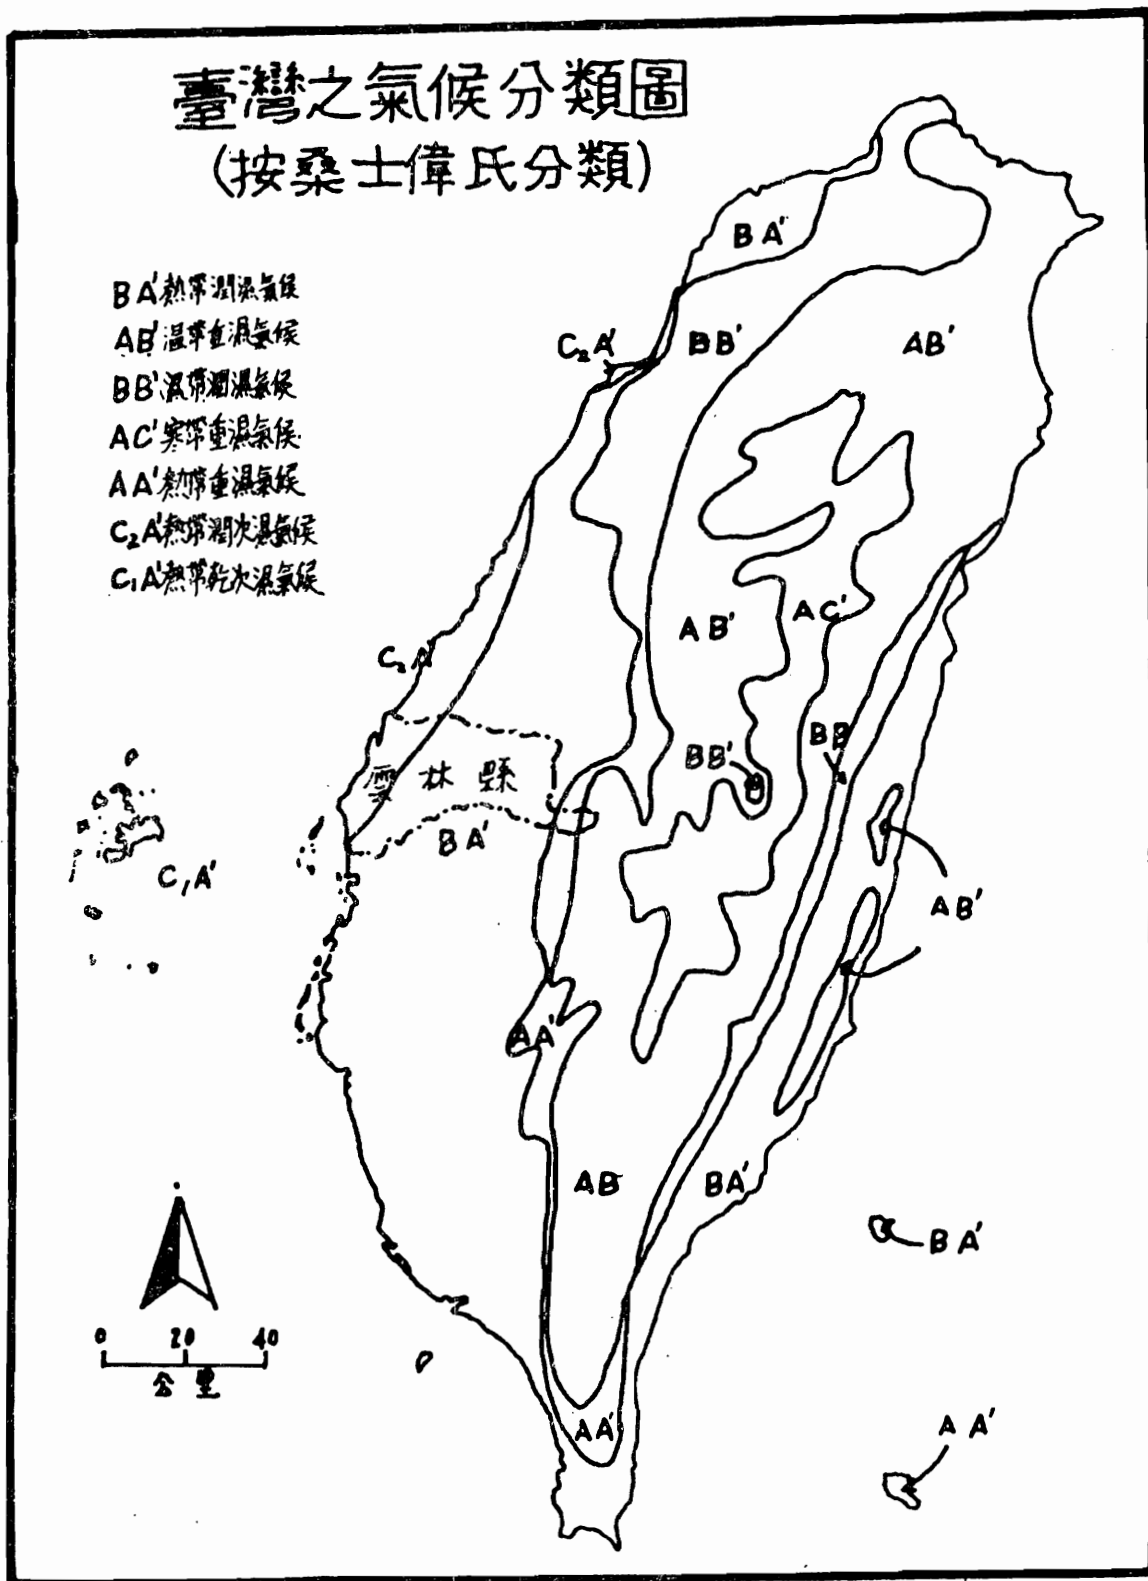 臺灣之氣候分類圖
(按桑士偉氏分類)
BA'熱帶潤濕氣候
AB'溫帶重濕氣候
BB'溫帶潤濕氣候
AC'寒帶重濕氣候
AA'熱帶重濕氣候
C₂A'熱帶潤次濕氣候
C₁A'熱帶乾次濕氣候
BA'
C₂A'
BB'
AB'
AB'
AC'
C₂A'
BB'
BB
雲林縣
BA'
C₁A'
AB'
AA'
AB
BA'
BA'
0 20 40
公里
AA'
AA'